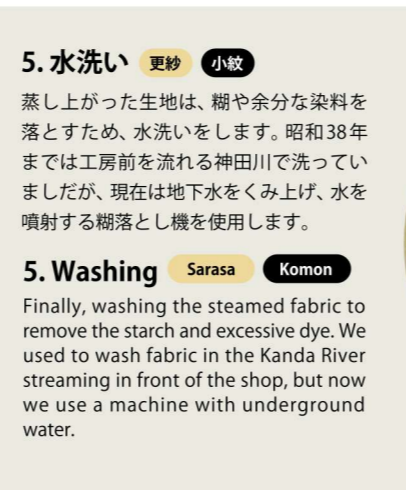 5. 水洗い 更紗 小紋
蒸し上がった生地は、糊や余分な染料を
落とすため、水洗いをします。昭和38年
までは工房前を流れる神田川で洗ってい
ましだが、現在は地下水をくみ上げ、水を
噴射する糊落とし機を使用します。
5. Washing Sarasa Komon
Finally, washing the steamed fabric to
remove the starch and excessive dye. We
used to wash fabric in the Kanda River
streaming in front of the shop, but now
we use a machine with underground
water.